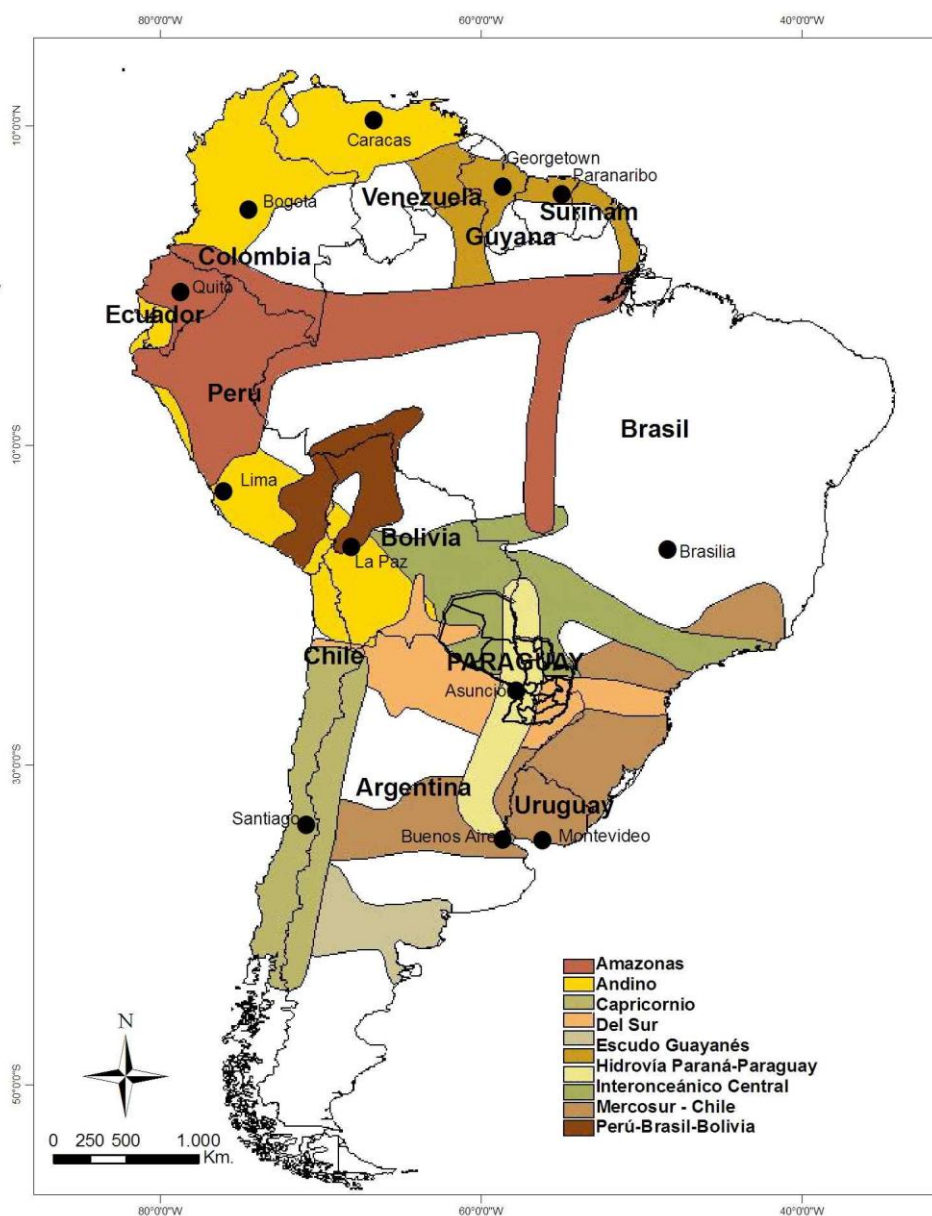 80°0'0"W 60°0'0"W 40°0'0"W
10°0'0"N
10°0'0"S
30°0'0"S
50°0'0"S
Caracas
Georgetown
Paranaribo
Venezuela
Surinam
Bogota
Guyana
Colombia
Quito
Ecuador
Peru
Brasil
Lima
Bolivia
La Paz
Brasilia
Chile
PARAGUAY
Asunció
Argentina
Uruguay
Santiago
Buenos Aire
Montevideo
Amazonas
Andino
Capricornio
Del Sur
Escudo Guayanés
Hidrovía Paraná-Paraguay
Interonceánico Central
Mercosur - Chile
Perú-Brasil-Bolivia
N
0 250 500 1.000
Km.
80°0'0"W 60°0'0"W 40°0'0"W